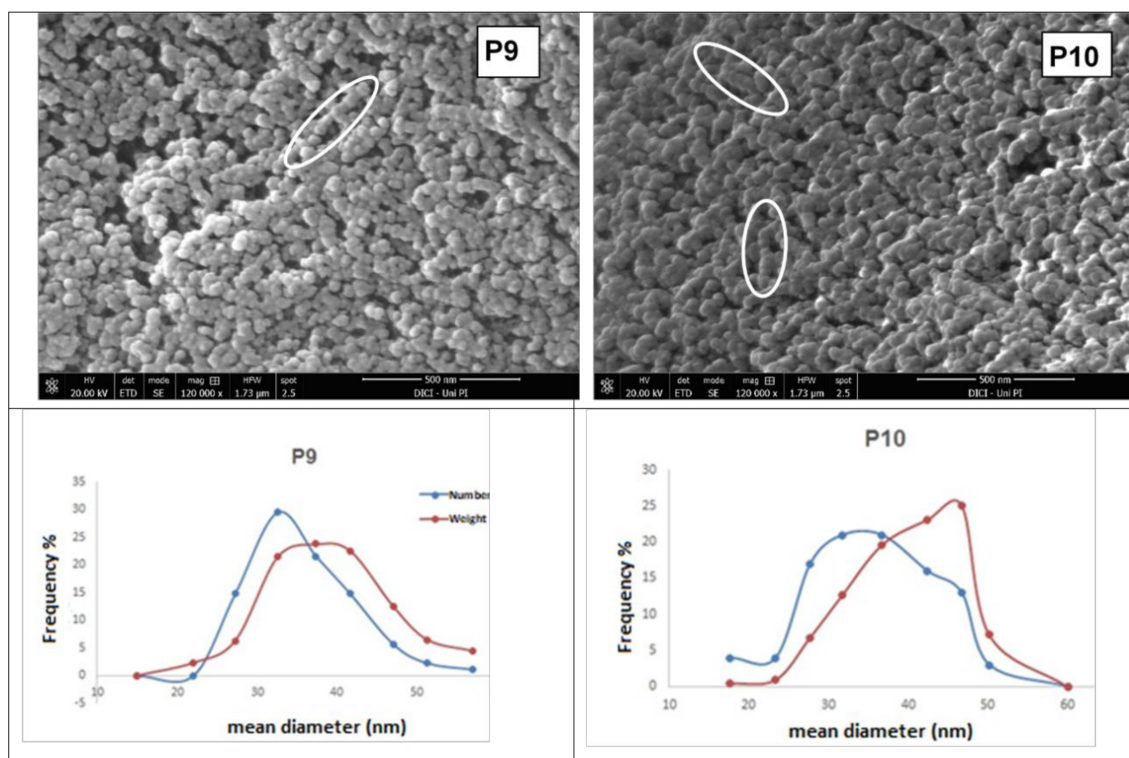 P9
HV det mode mag HFW spot 500 nm
20.00 kV ETD SE 120 000 x 1.73 µm 2.5 DICI - Uni PI
P10
HV det mode mag HFW spot 500 nm
20.00 kV ETD SE 120 000 x 1.73 µm 2.5 DICI - Uni PI
P9
Frequency %
35
30
25
20
15
10
5
0
-5
10 20 30 40 50
mean diameter (nm)
Number
Weight
P10
Frequency %
30
25
20
15
10
5
0
10 20 30 40 50 60
mean diameter (nm)